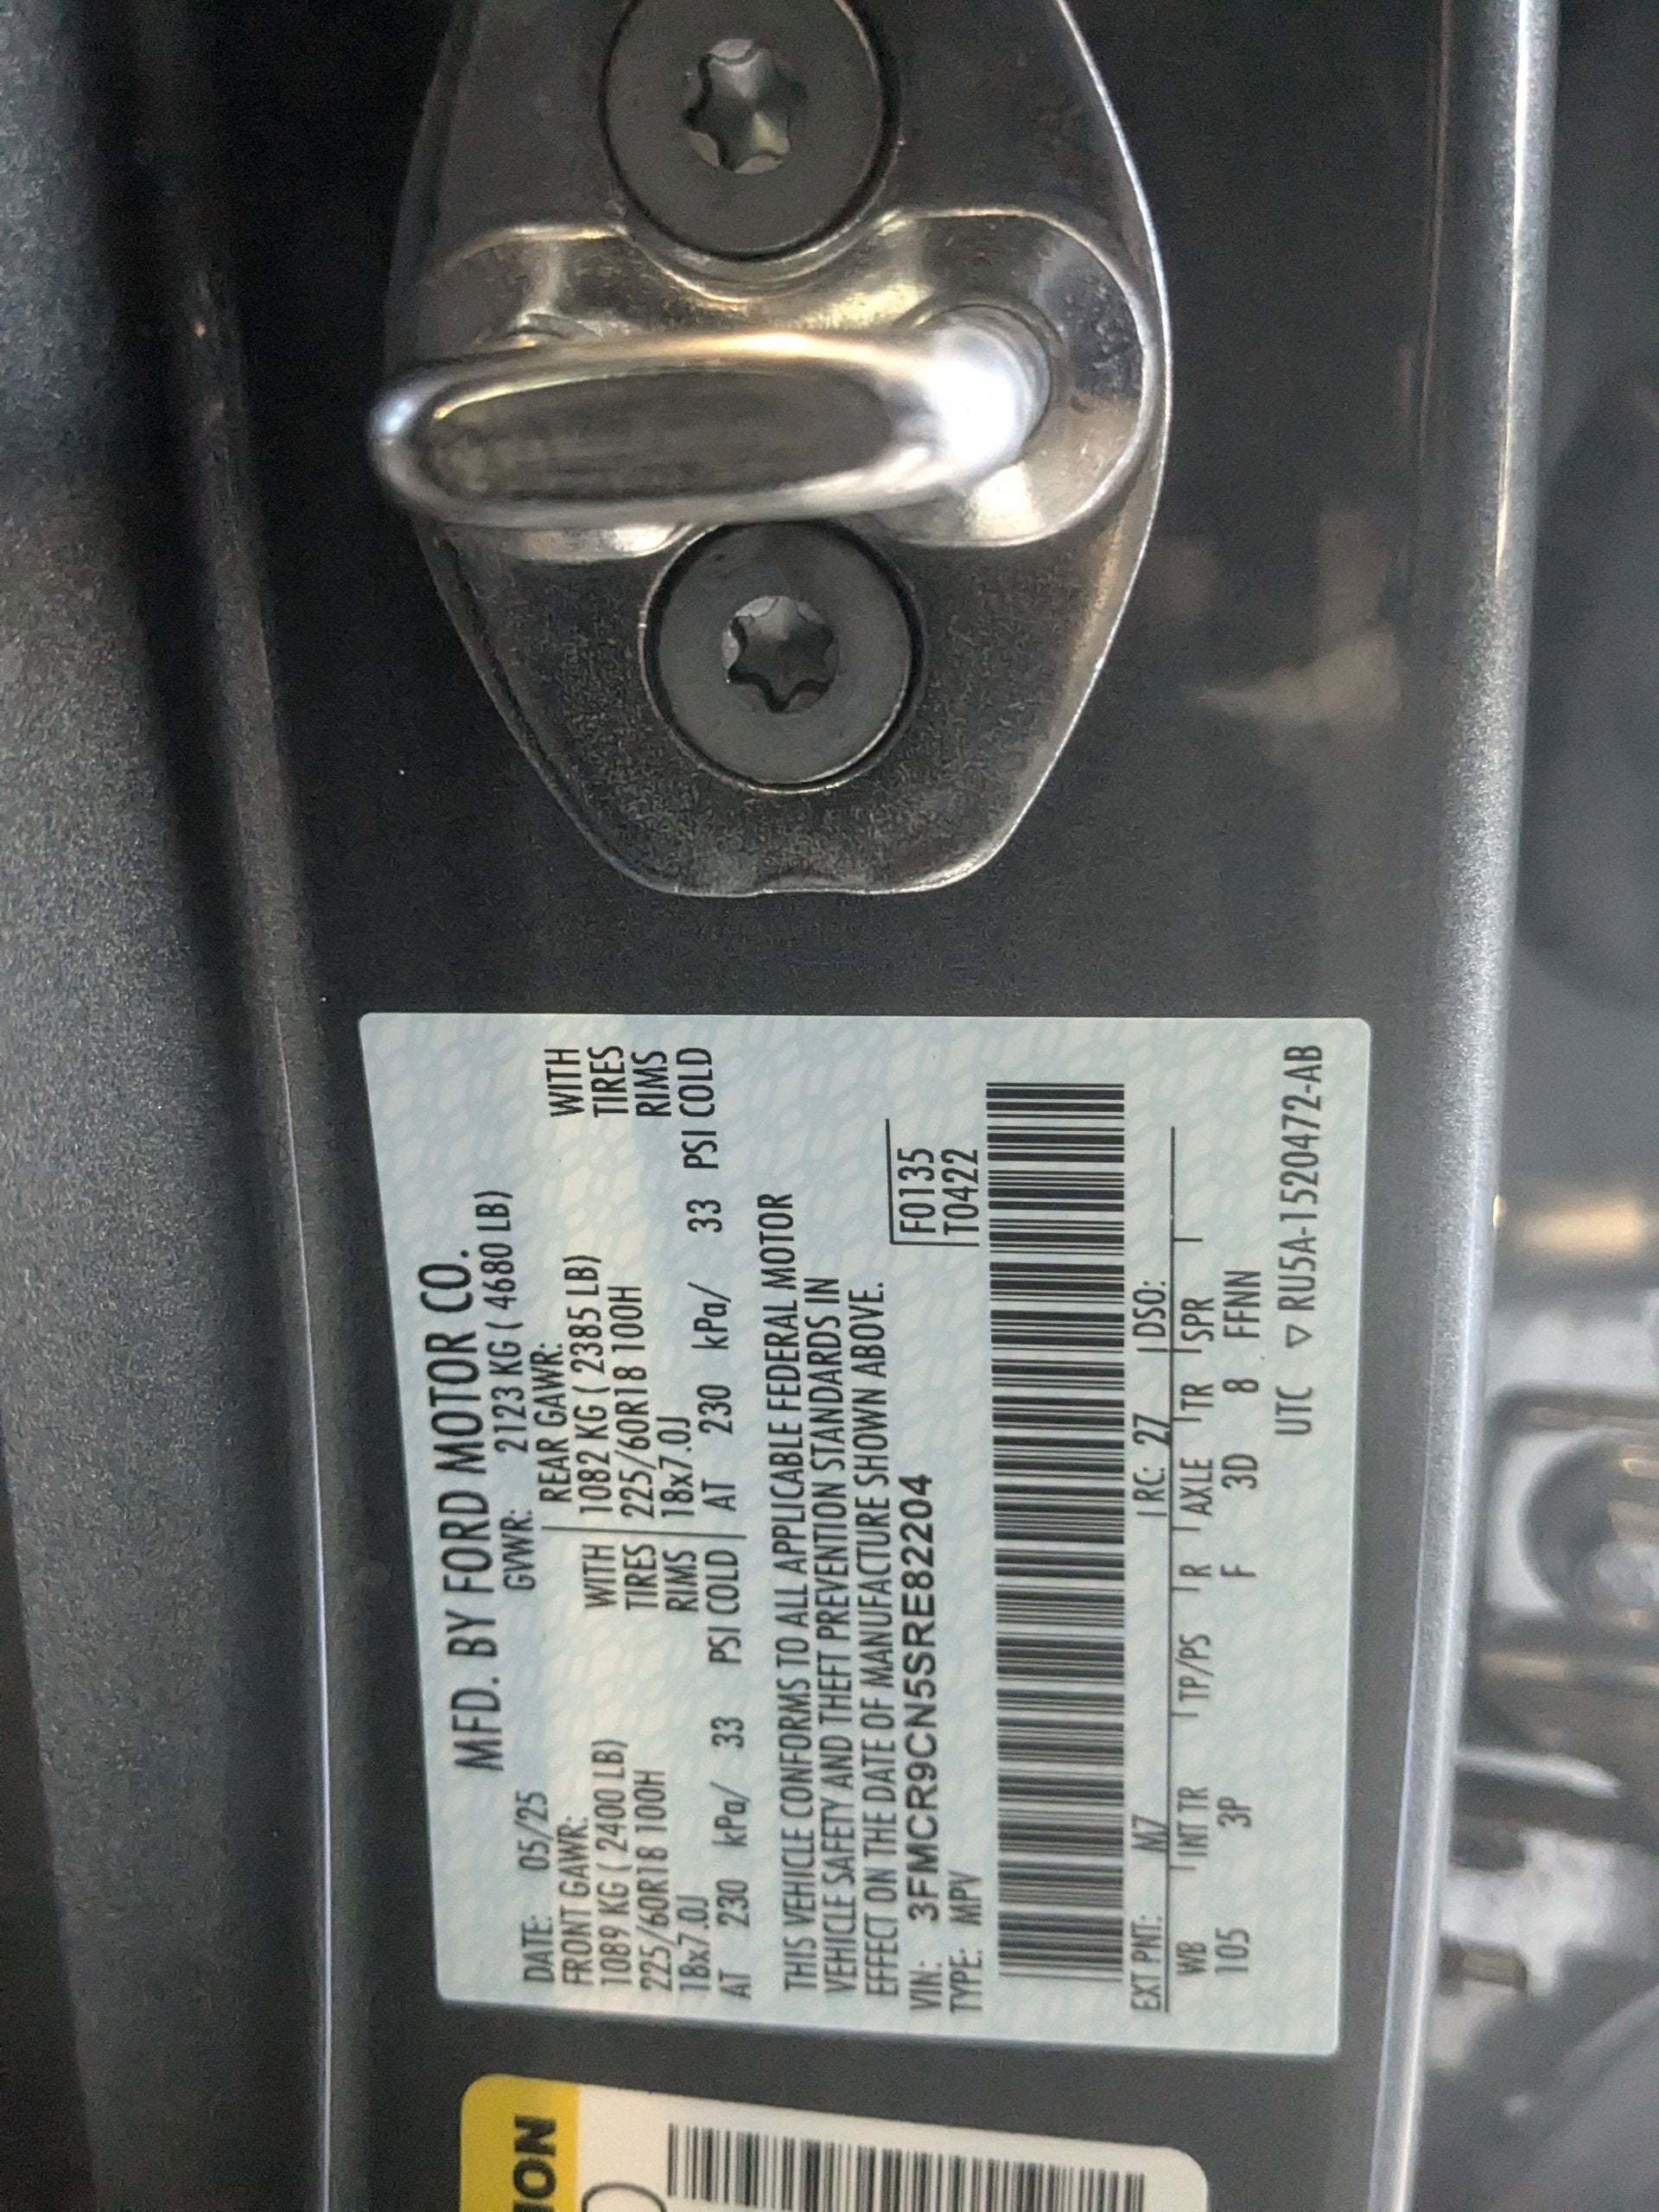 MFD. BY FORD MOTOR CO.
DATE: 05/25 GVWR: 2123 KG ( 4680 LB)
FRONT GAWR: REAR GAWR:
1089 KG ( 2400 LB) WITH 1082 KG ( 2385 LB) WITH
225/60R18 100H TIRES 225/60R18 100H TIRES
18x7.0J RIMS 18x7.0J RIMS
AT 230 kPa/ 33 PSI COLD AT 230 kPa/ 33 PSI COLD
THIS VEHICLE CONFORMS TO ALL APPLICABLE FEDERAL MOTOR
VEHICLE SAFETY AND THEFT PREVENTION STANDARDS IN
EFFECT ON THE DATE OF MANUFACTURE SHOWN ABOVE.
VIN: 3FMCR9CN5SRE82204 F0135
TYPE: MPV T0422
EXT PNT: M7 RC: 27 DSO:
WB INT TR TP/PS R AXLE TR SPR
105 3P F 3D 8 FFNN
UTC ▽ RU5A-1520472-AB